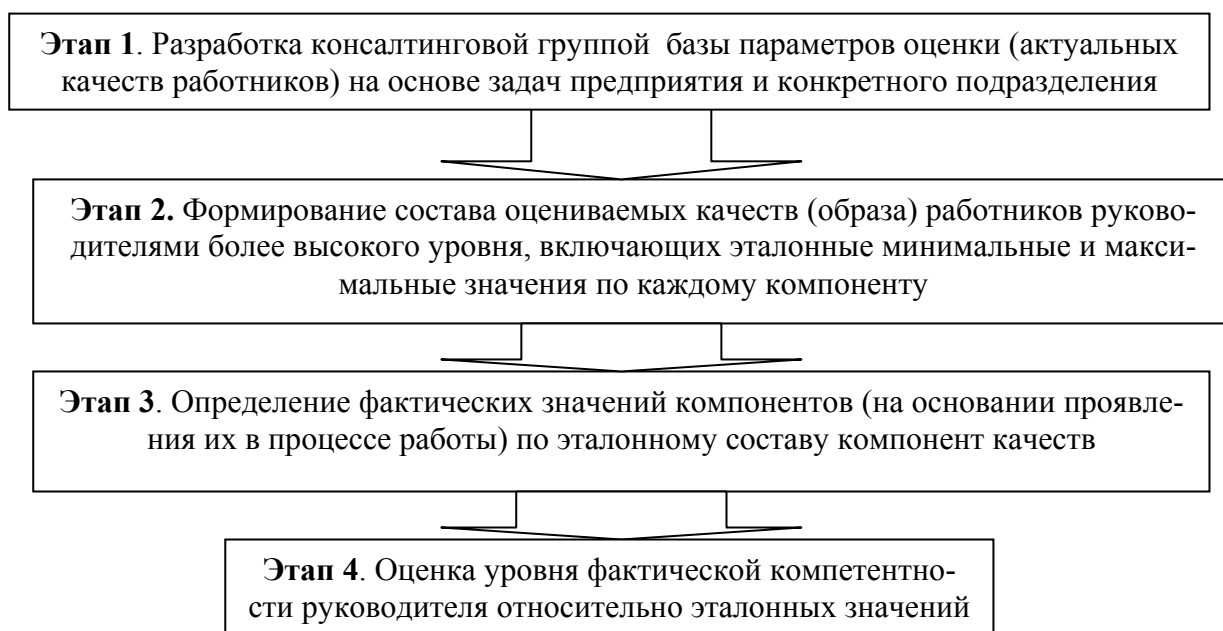 Этап 1. Разработка консалтинговой группой базы параметров оценки (актуальных
качеств работников) на основе задач предприятия и конкретного подразделения
Этап 2. Формирование состава оцениваемых качеств (образа) работников руково-
дителями более высокого уровня, включающих эталонные минимальные и макси-
мальные значения по каждому компоненту
Этап 3. Определение фактических значений компонентов (на основании проявле-
ния их в процессе работы) по эталонному составу компонент качеств
Этап 4. Оценка уровня фактической компетентно-
сти руководителя относительно эталонных значений